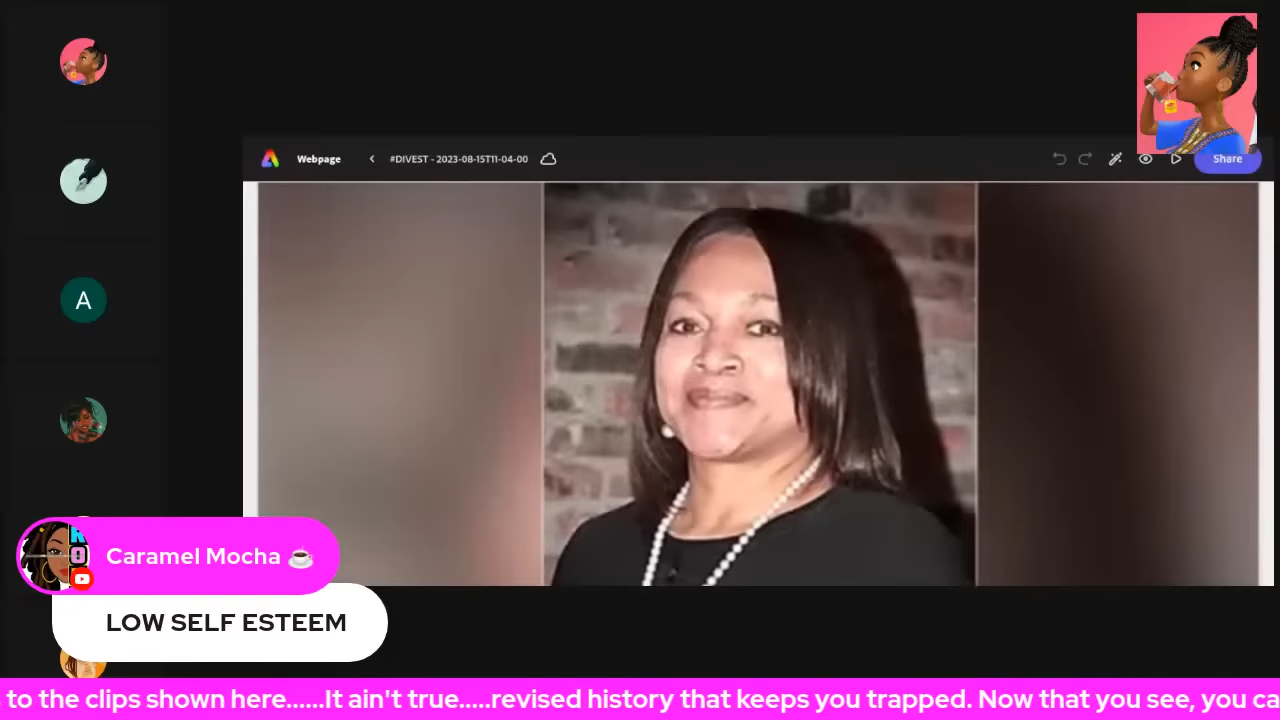 Webpage
#DIVEST - 2023-08-15T11-04-00
Share
A
Caramel Mocha ☕
LOW SELF ESTEEM
to the clips shown here......It ain't true.....revised history that keeps you trapped. Now that you see, you ca